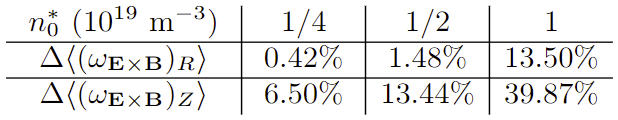 $n_0^*$ ($10^{19}$ m$^{-3}$) | 1/4 | 1/2 | 1
$\Delta\langle(\omega_{\mathbf{E}\times\mathbf{B}})_R\rangle$ | 0.42% | 1.48% | 13.50%
$\Delta\langle(\omega_{\mathbf{E}\times\mathbf{B}})_Z\rangle$ | 6.50% | 13.44% | 39.87%